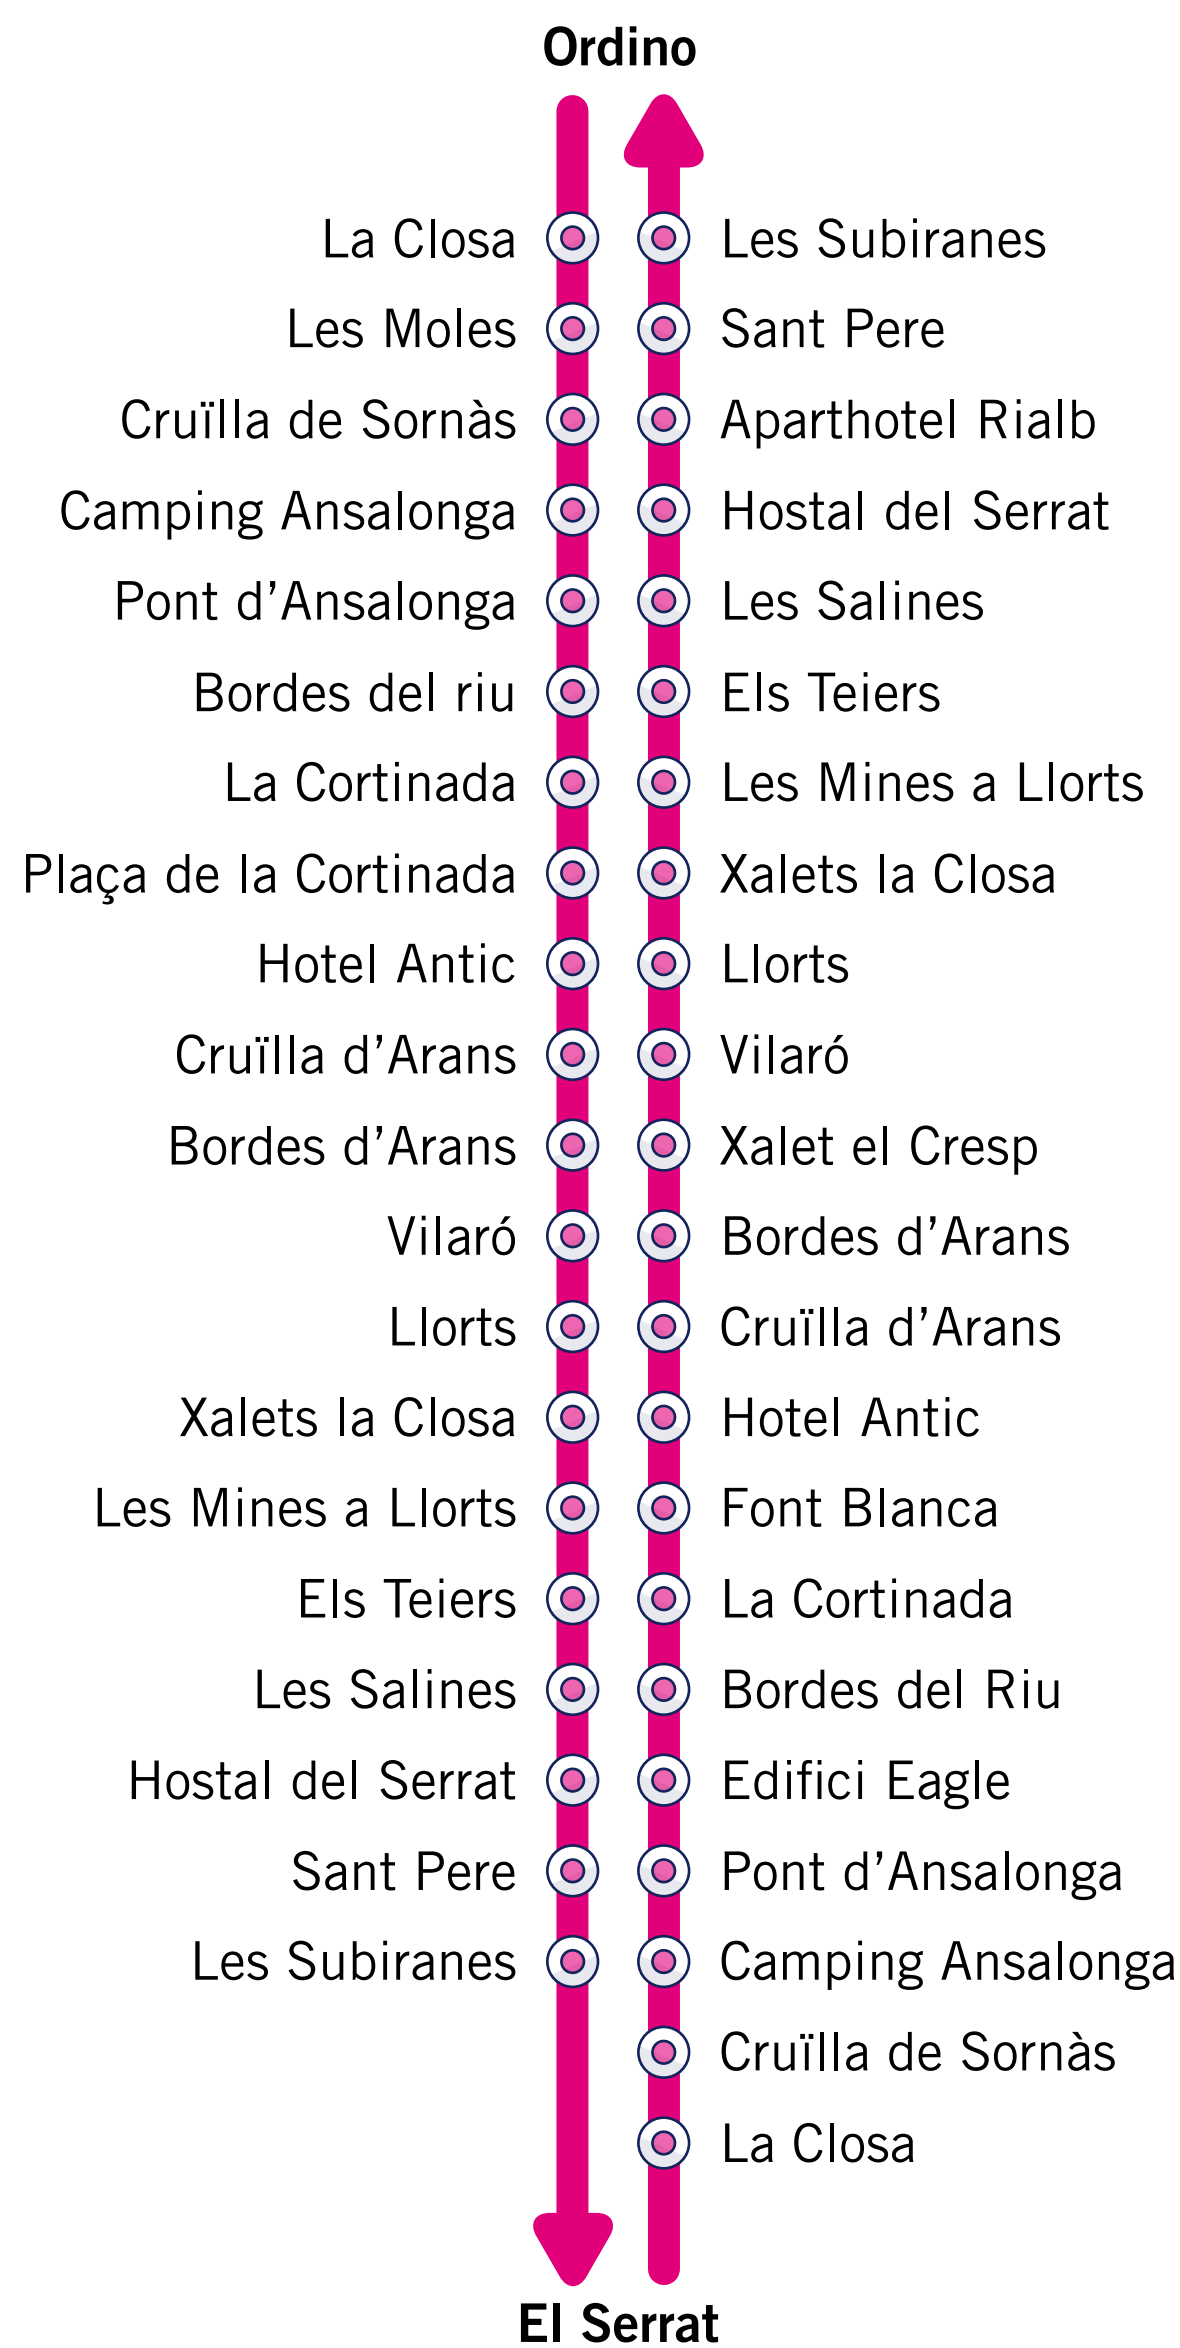 Ordino
La Closa
Les Moles
Cruïlla de Sornàs
Camping Ansalonga
Pont d’Ansalonga
Bordes del riu
La Cortinada
Plaça de la Cortinada
Hotel Antic
Cruïlla d’Arans
Bordes d’Arans
Vilaró
Llorts
Xalets la Closa
Les Mines a Llorts
Els Teiers
Les Salines
Hostal del Serrat
Sant Pere
Les Subiranes
Les Subiranes
Sant Pere
Aparthotel Rialb
Hostal del Serrat
Les Salines
Els Teiers
Les Mines a Llorts
Xalets la Closa
Llorts
Vilaró
Xalet el Cresp
Bordes d’Arans
Cruïlla d’Arans
Hotel Antic
Font Blanca
La Cortinada
Bordes del Riu
Edifici Eagle
Pont d’Ansalonga
Camping Ansalonga
Cruïlla de Sornàs
La Closa
El Serrat